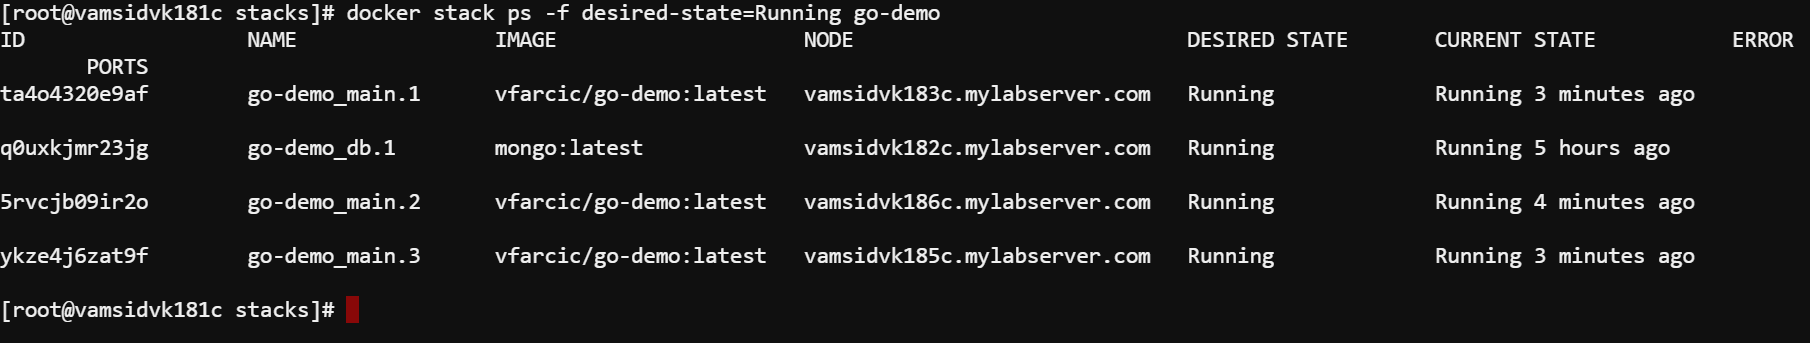 [root@vamsidvk181c stacks]# docker stack ps -f desired-state=Running go-demo
ID                  NAME                IMAGE                    NODE                           DESIRED STATE       CURRENT STATE           ERROR
       PORTS
ta4o4320e9af        go-demo_main.1      vfarcic/go-demo:latest   vamsidvk183c.mylabserver.com   Running             Running 3 minutes ago
q0uxkjmr23jg        go-demo_db.1        mongo:latest             vamsidvk182c.mylabserver.com   Running             Running 5 hours ago
5rvcjb09ir2o        go-demo_main.2      vfarcic/go-demo:latest   vamsidvk186c.mylabserver.com   Running             Running 4 minutes ago
ykze4j6zat9f        go-demo_main.3      vfarcic/go-demo:latest   vamsidvk185c.mylabserver.com   Running             Running 3 minutes ago
[root@vamsidvk181c stacks]#